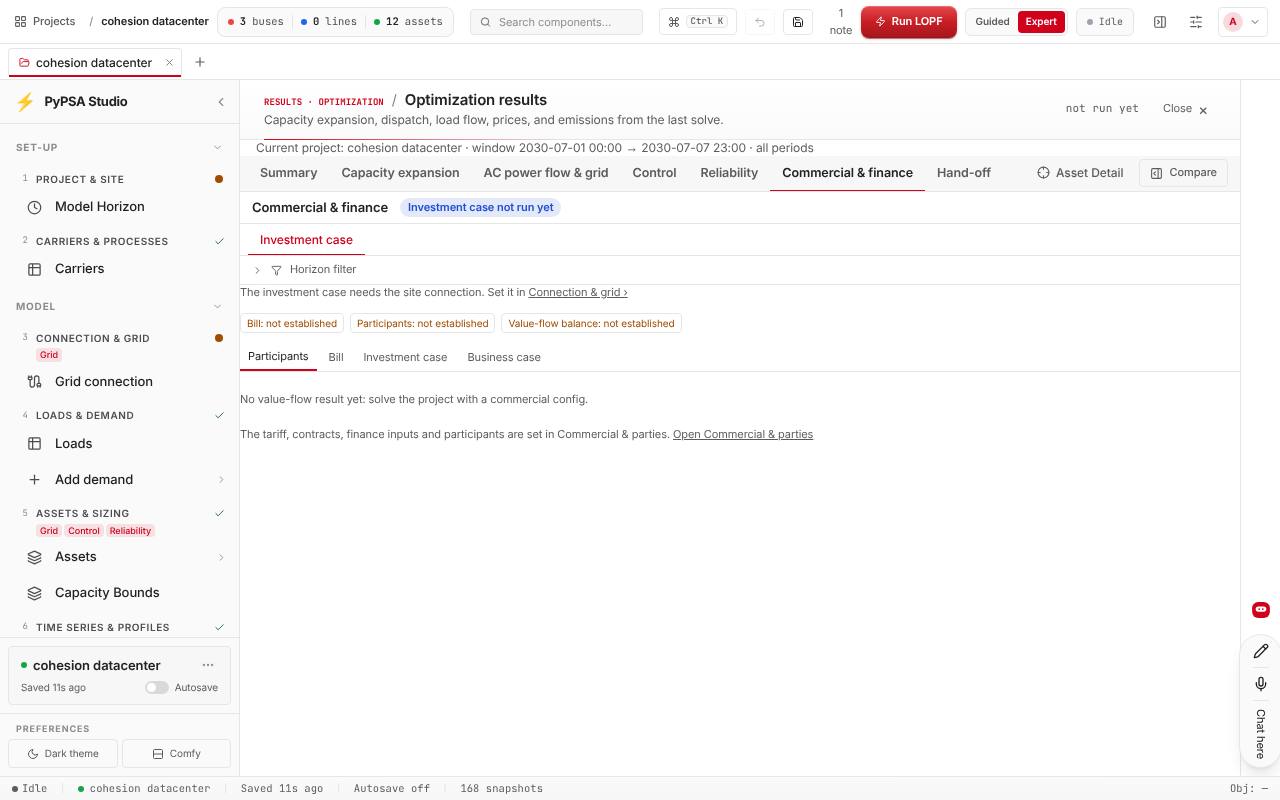 Projects / cohesion datacenter 3 buses 0 lines 12 assets Search components... ⌘ Ctrl K 1 note Run LOPF Guided Expert Idle A
cohesion datacenter × +
PyPSA Studio
SET-UP
1 PROJECT & SITE
Model Horizon
2 CARRIERS & PROCESSES
Carriers
MODEL
3 CONNECTION & GRID
Grid
Grid connection
4 LOADS & DEMAND
Loads
Add demand
5 ASSETS & SIZING
Grid Control Reliability
Assets
Capacity Bounds
6 TIME SERIES & PROFILES
cohesion datacenter ...
Saved 11s ago Autosave
PREFERENCES
Dark theme Comfy
RESULTS · OPTIMIZATION / Optimization results
Capacity expansion, dispatch, load flow, prices, and emissions from the last solve.
not run yet Close ×
Current project: cohesion datacenter · window 2030-07-01 00:00 → 2030-07-07 23:00 · all periods
Summary Capacity expansion AC power flow & grid Control Reliability Commercial & finance Hand-off Asset Detail Compare
Commercial & finance Investment case not run yet
Investment case
Horizon filter
The investment case needs the site connection. Set it in Connection & grid ›
Bill: not established Participants: not established Value-flow balance: not established
Participants Bill Investment case Business case
No value-flow result yet: solve the project with a commercial config.
The tariff, contracts, finance inputs and participants are set in Commercial & parties. Open Commercial & parties
Chat here
Idle cohesion datacenter Saved 11s ago Autosave off 168 snapshots Obj: —